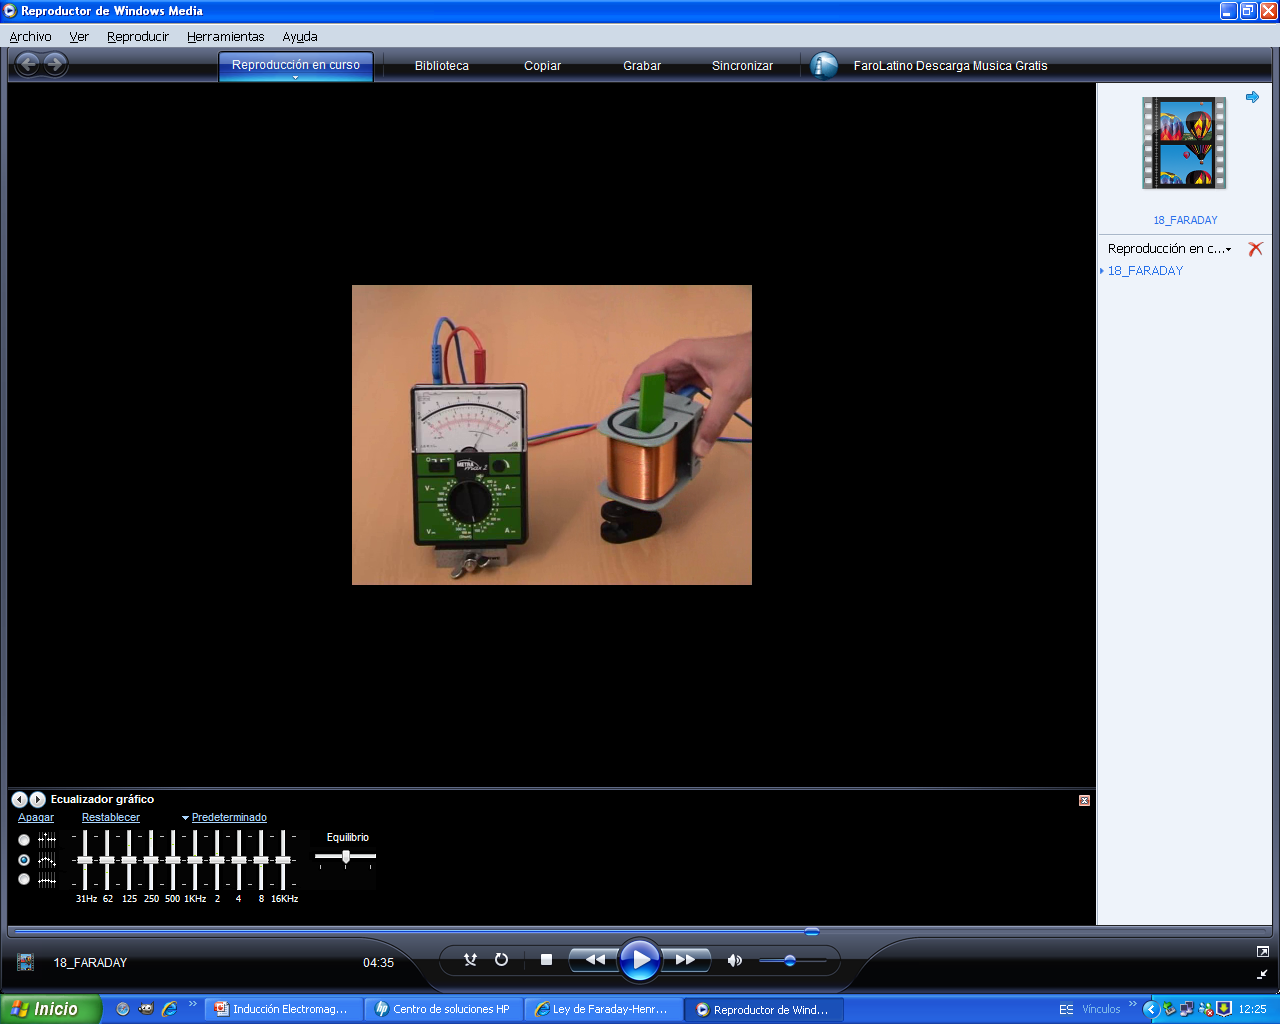 Reproductor de Windows Media
Archivo Ver Reproducir Herramientas Ayuda
Reproducción en curso Biblioteca Copiar Grabar Sincronizar FaroLatino Descarga Musica Gratis
18_FARADAY
Reproducción en c...
18_FARADAY
METRA
max 2
V
A
V
A
Ecualizador gráfico
Apagar Restablecer Predeterminado
Equilibrio
31Hz 62 125 250 500 1KHz 2 4 8 16KHz
18_FARADAY 04:35
Inicio Inducción Electromag... Centro de soluciones HP Ley de Faraday-Henr... Reproductor de Wind... ES Vínculos 12:25